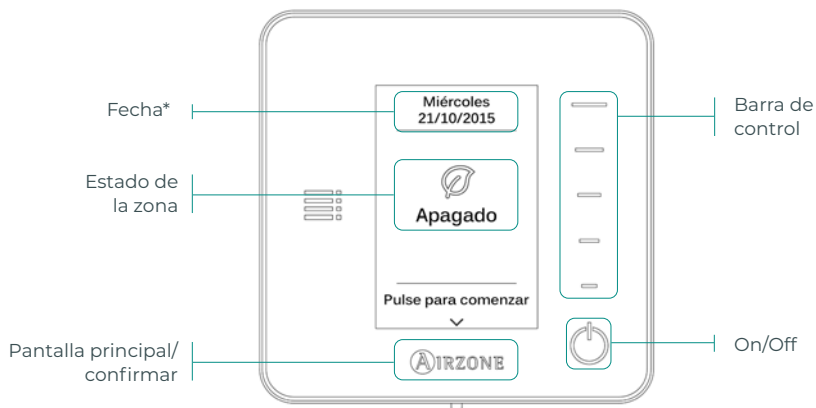 Fecha*
Miércoles
21/10/2015
Barra de
control
Estado de
la zona
Apagado
Pulse para comenzar
Pantalla principal/
confirmar
AIRZONE
On/Off